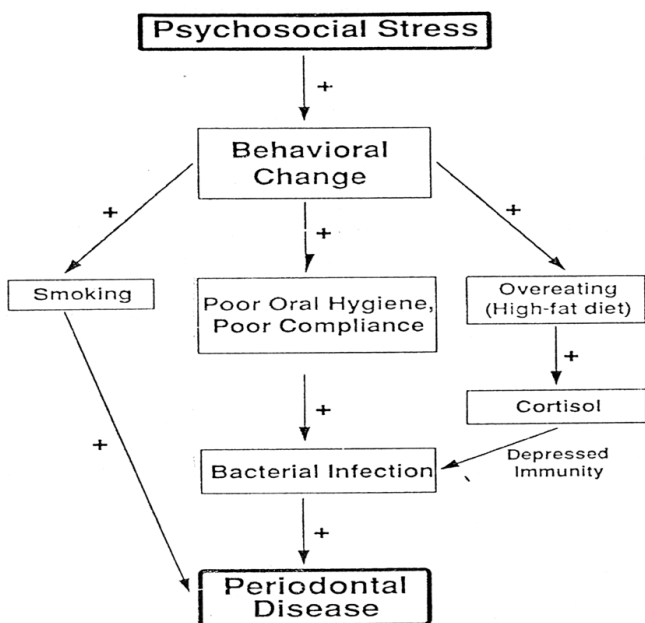 Psychosocial Stress
+
Behavioral
Change
+
+
+
Smoking
Poor Oral Hygiene,
Poor Compliance
Overeating
(High-fat diet)
+
Cortisol
+
+
Depressed
Immunity
Bacterial Infection
+
Periodontal
Disease